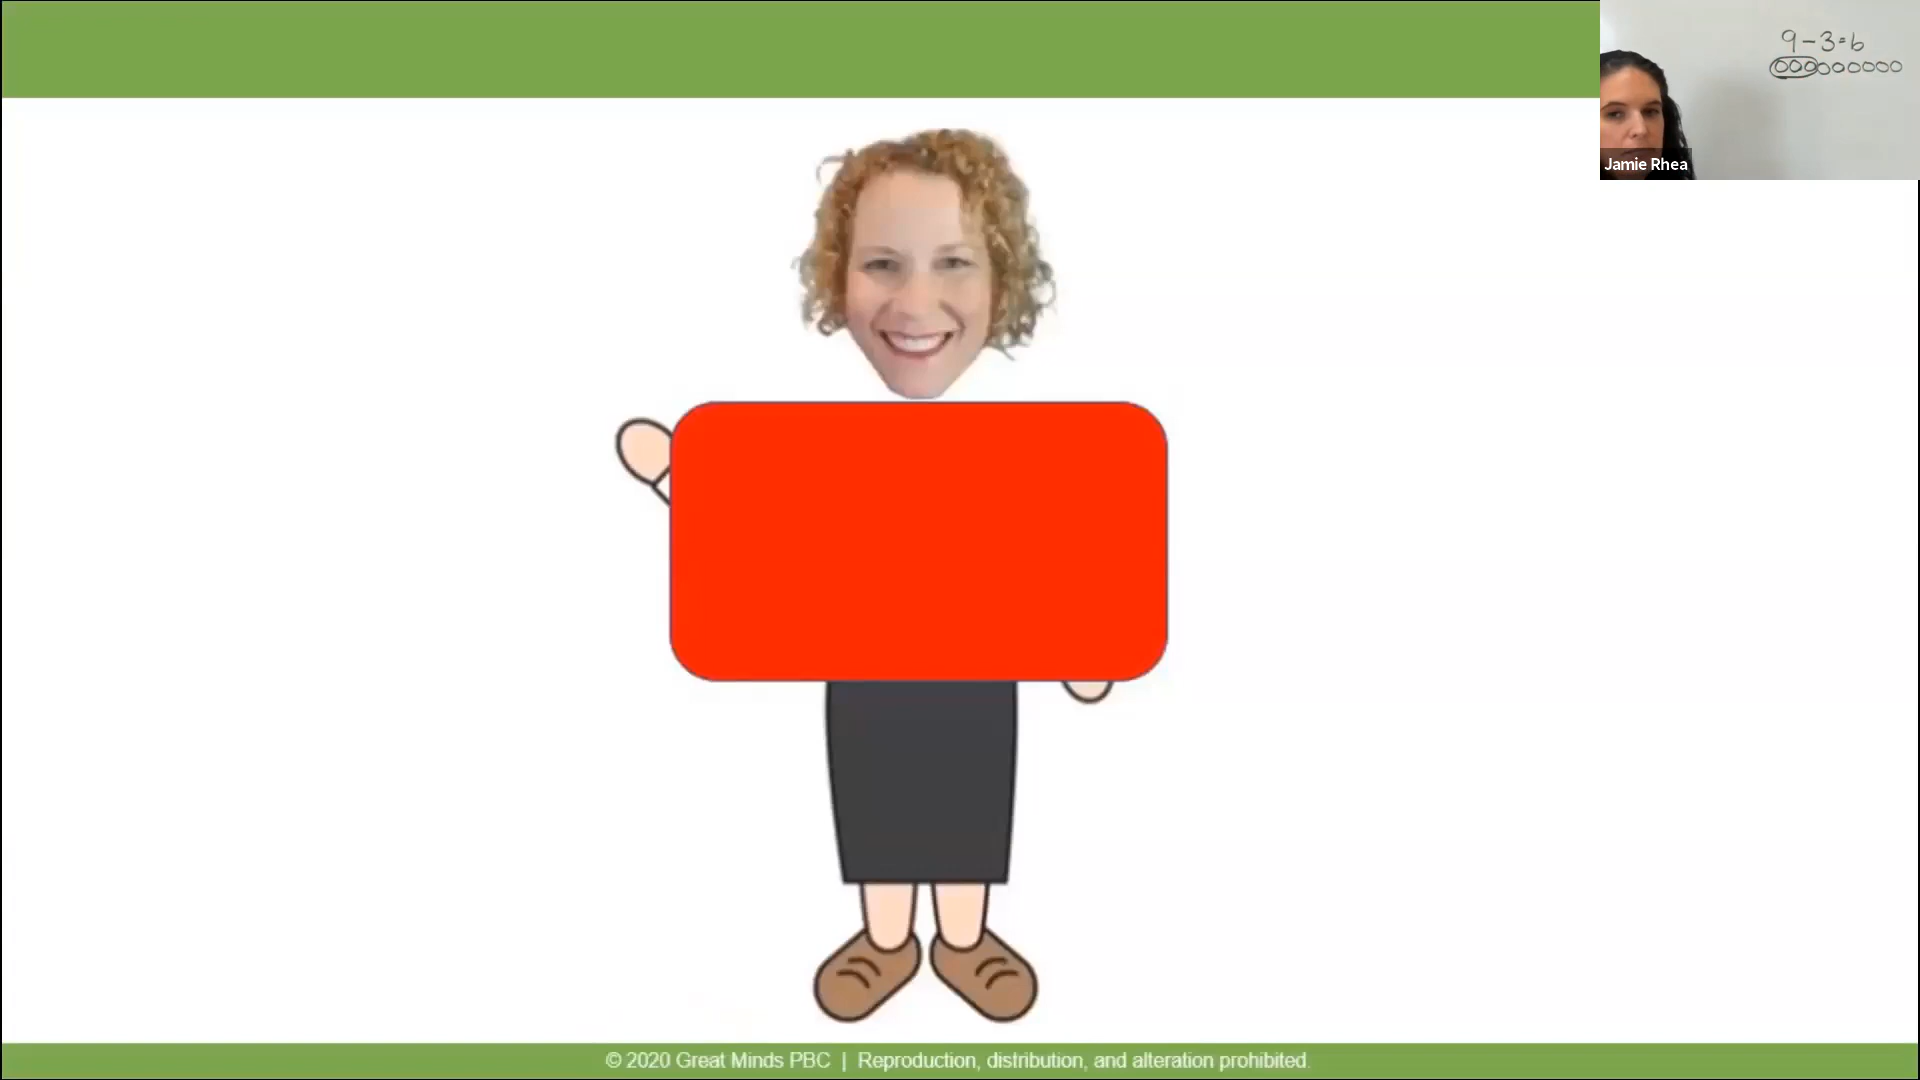 9-3=6
Jamie Rhea
© 2020 Great Minds PBC | Reproduction, distribution, and alteration prohibited.